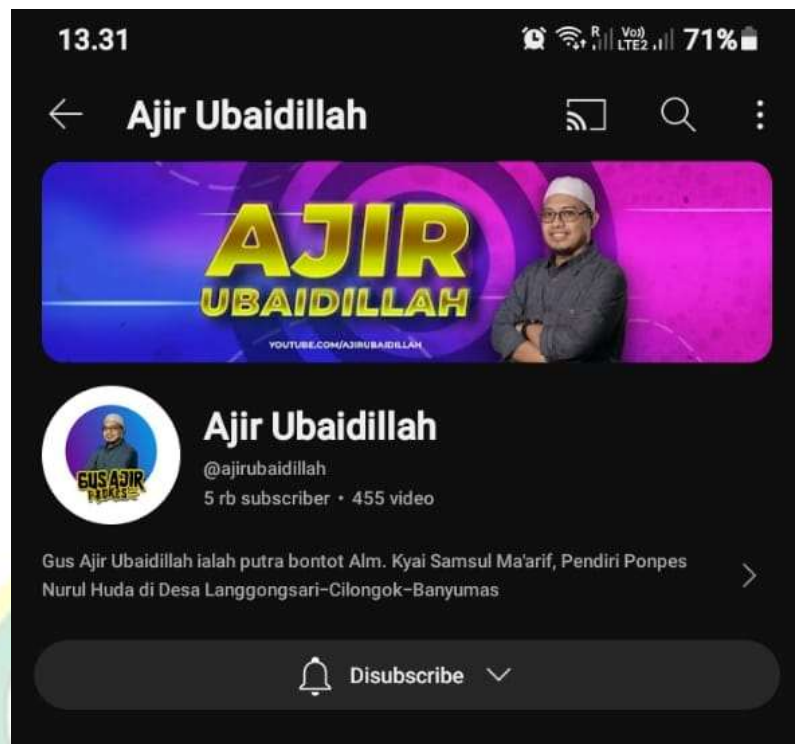 13.31
R Vo)) LTE2 71%
Ajir Ubaidillah
AJIR
UBAIDILLAH
YOUTUBE.COM/AJIRUBAIDILLAH
GUS AJIR
Ajir Ubaidillah
@ajirubaidillah
5 rb subscriber • 455 video
Gus Ajir Ubaidillah ialah putra bontot Alm. Kyai Samsul Ma'arif, Pendiri Ponpes
Nurul Huda di Desa Langgongsari-Cilongok-Banyumas
Disubscribe